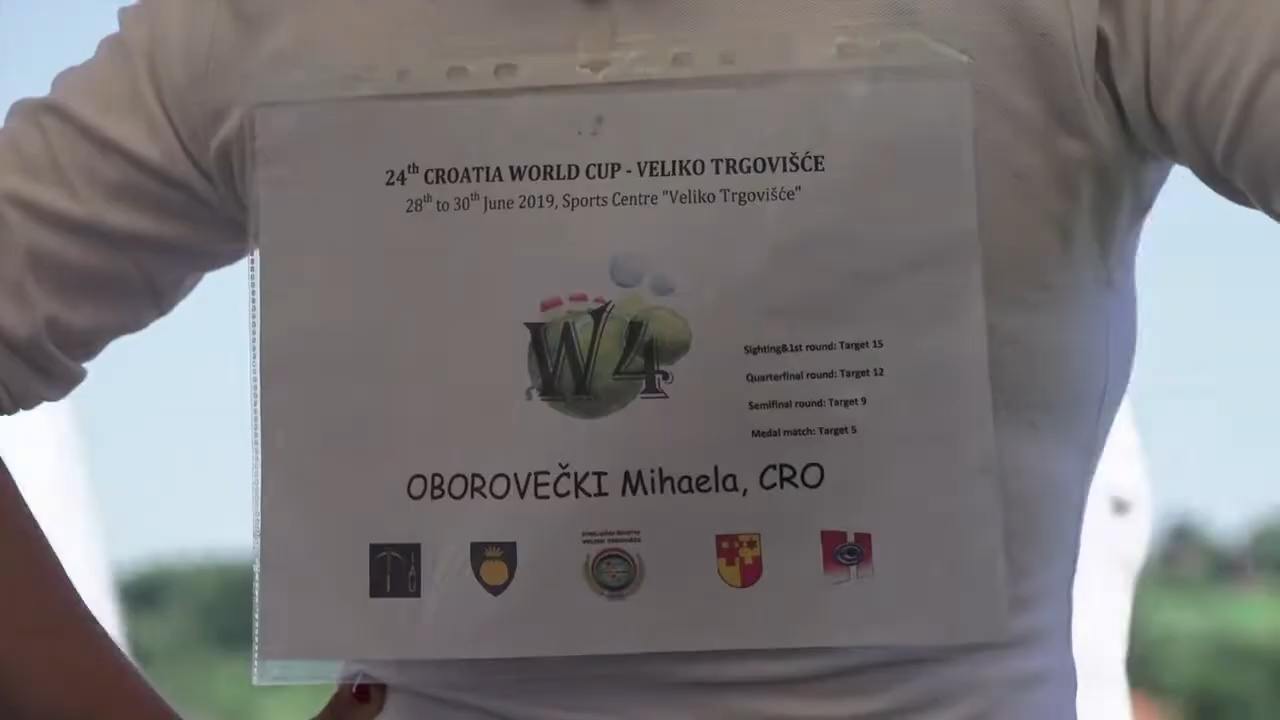 24th CROATIA WORLD CUP - VELIKO TRGOVIŠĆE
28th to 30th June 2019, Sports Centre "Veliko Trgovišće"
W4
Sighting&1st round: Target 15
Quarterfinal round: Target 12
Semifinal round: Target 9
Medal match: Target 5
OBOROVEČKI Mihaela, CRO